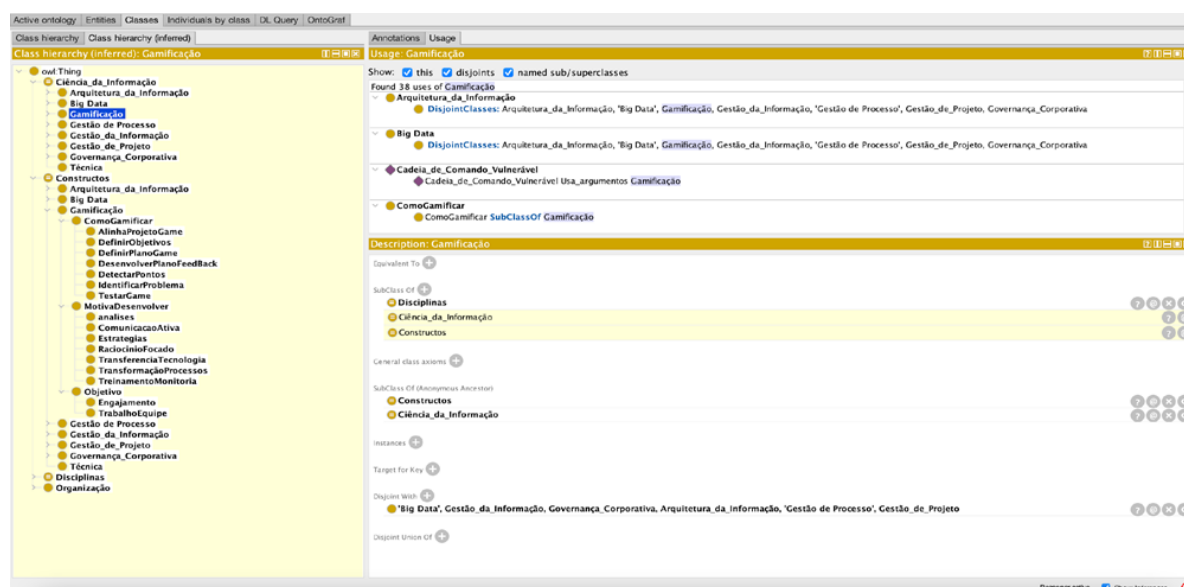 Active ontology Entities Classes Individuals by class DL Query OntoGraf
Class hierarchy Class hierarchy (inferred)
Class hierarchy (inferred): Gamificação
owl:Thing
Ciência_da_Informação
Arquitetura_da_Informação
Big Data
Gamificação
Gestão de Processo
Gestão_da_Informação
Gestão_de_Projeto
Governança_Corporativa
Técnica
Constructos
Arquitetura_da_Informação
Big Data
Gamificação
ComoGamificar
AlinhaProjetoGame
DefinirObjetivos
DefinirPlanoGame
DesenvolverPlanoFeedBack
DetectarPontos
IdentificarProblema
TestarGame
MotivaDesenvolver
analises
ComunicacaoAtiva
Estrategias
RaciocinioFocado
TransferenciaTecnologia
TransformaçãoProcessos
TreinamentoMonitoria
Objetivo
Engajamento
TrabalhoEquipe
Gestão de Processo
Gestão_da_Informação
Gestão_de_Projeto
Governança_Corporativa
Técnica
Disciplinas
Organização
Annotations Usage
Usage: Gamificação
Show: this disjoints named sub/superclasses
Found 38 uses of Gamificação
Arquitetura_da_Informação
DisjointClasses: Arquitetura_da_Informação, 'Big Data', Gamificação, Gestão_da_Informação, 'Gestão de Processo', Gestão_de_Projeto, Governança_Corporativa
Big Data
DisjointClasses: Arquitetura_da_Informação, 'Big Data', Gamificação, Gestão_da_Informação, 'Gestão de Processo', Gestão_de_Projeto, Governança_Corporativa
Cadeia_de_Comando_Vulnerável
Cadeia_de_Comando_Vulnerável Usa_argumentos Gamificação
ComoGamificar
ComoGamificar SubClassOf Gamificação
Description: Gamificação
Equivalent To
SubClass Of
Disciplinas
Ciência_da_Informação
Constructos
General class axioms
SubClass Of (Anonymous Ancestor)
Constructos
Ciência_da_Informação
Instances
Target for Key
Disjoint With
'Big Data', Gestão_da_Informação, Governança_Corporativa, Arquitetura_da_Informação, 'Gestão de Processo', Gestão_de_Projeto
Disjoint Union Of